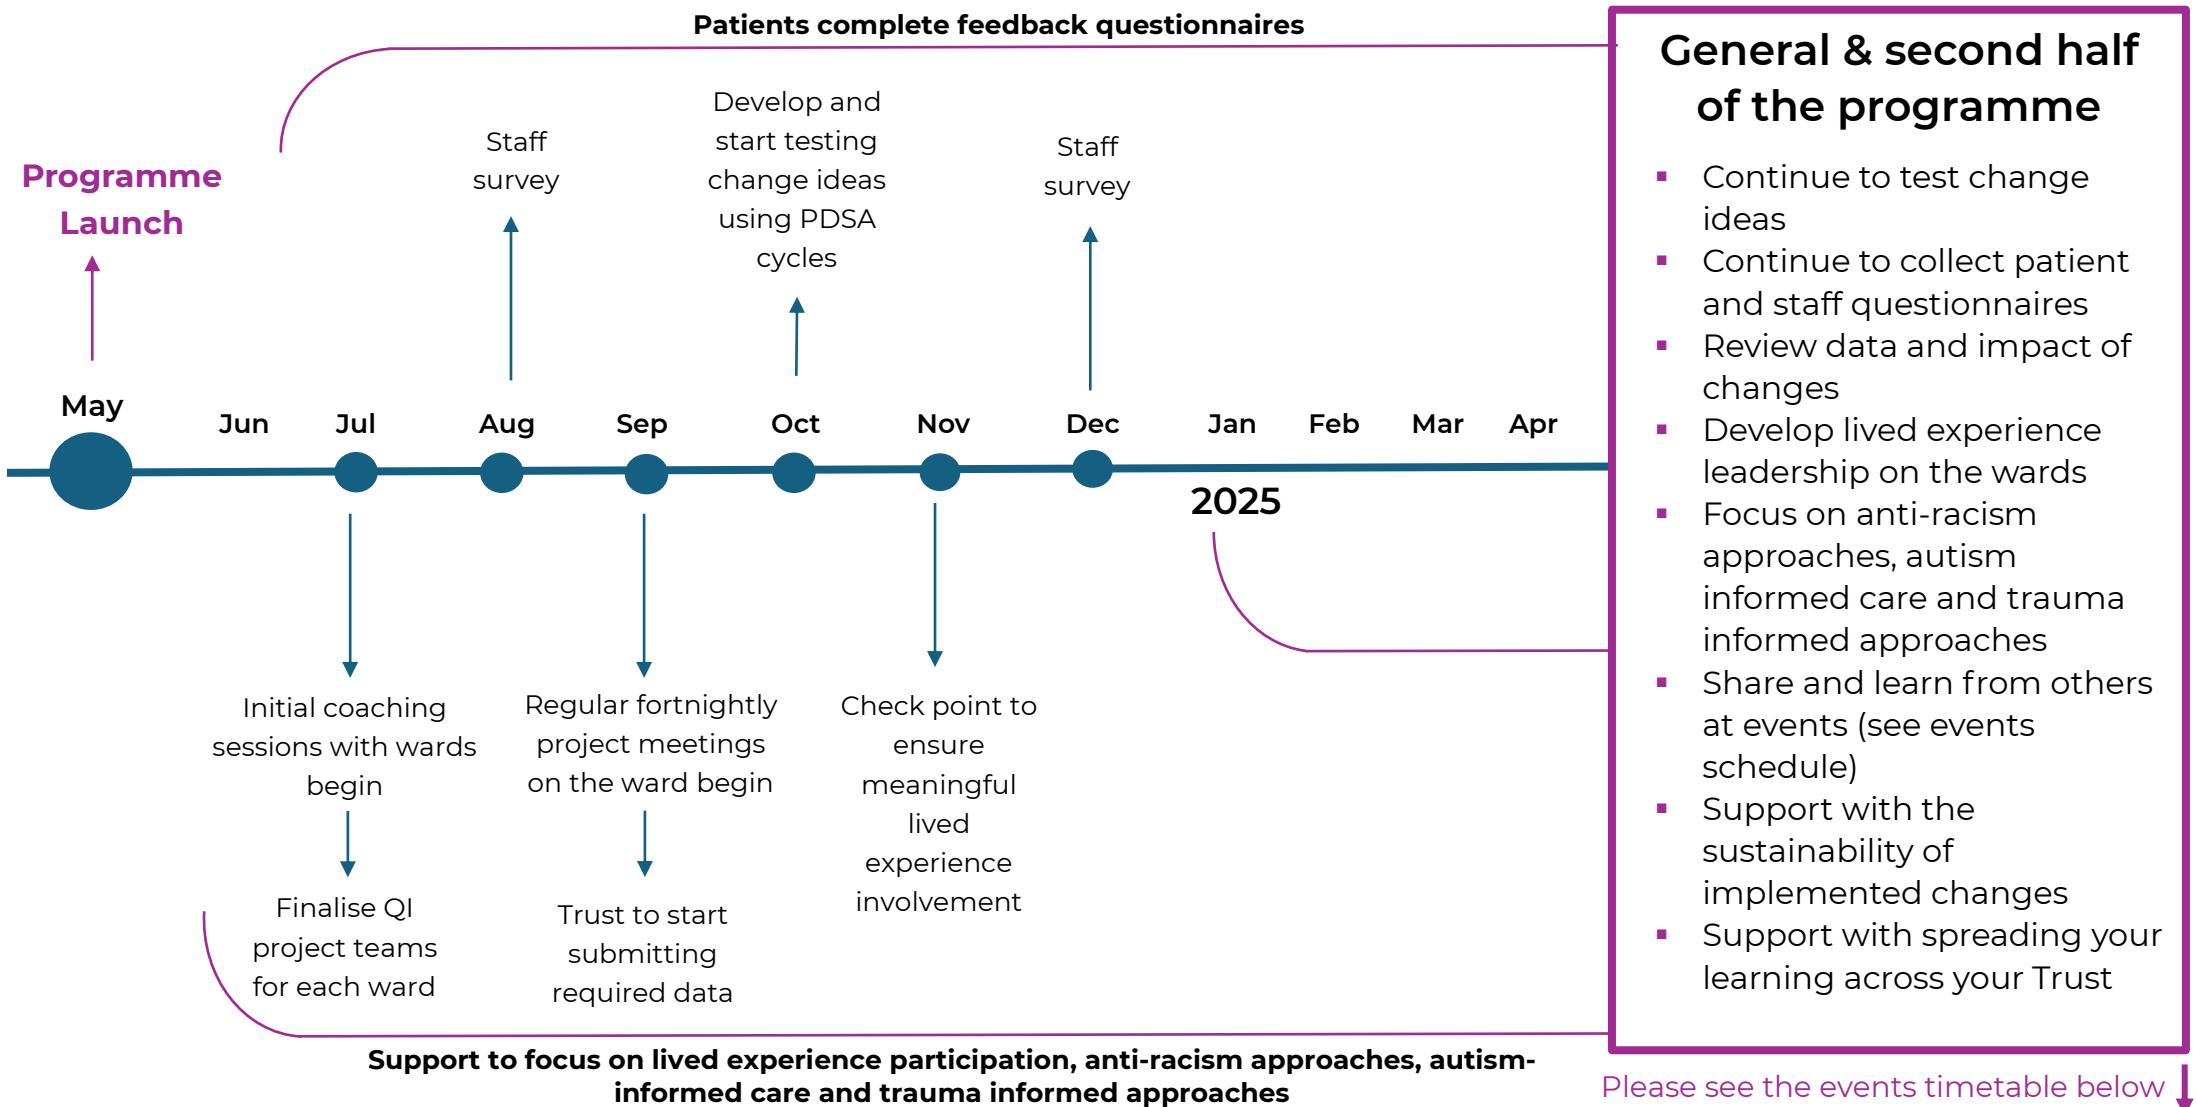 Patients complete feedback questionnaires
Programme
Launch
Staff
survey
Develop and
start testing
change ideas
using PDSA
cycles
Staff
survey
May
Jun
Jul
Aug
Sep
Oct
Nov
Dec
Jan
Feb
Mar
Apr
2025
Initial coaching
sessions with wards
begin
Finalise QI
project teams
for each ward
Regular fortnightly
project meetings
on the ward begin
Trust to start
submitting
required data
Check point to
ensure
meaningful
lived
experience
involvement
Support to focus on lived experience participation, anti-racism approaches, autism-
informed care and trauma informed approaches
General & second half
of the programme
▪ Continue to test change
ideas
▪ Continue to collect patient
and staff questionnaires
▪ Review data and impact of
changes
▪ Develop lived experience
leadership on the wards
▪ Focus on anti-racism
approaches, autism
informed care and trauma
informed approaches
▪ Share and learn from others
at events (see events
schedule)
▪ Support with the
sustainability of
implemented changes
▪ Support with spreading your
learning across your Trust
Please see the events timetable below